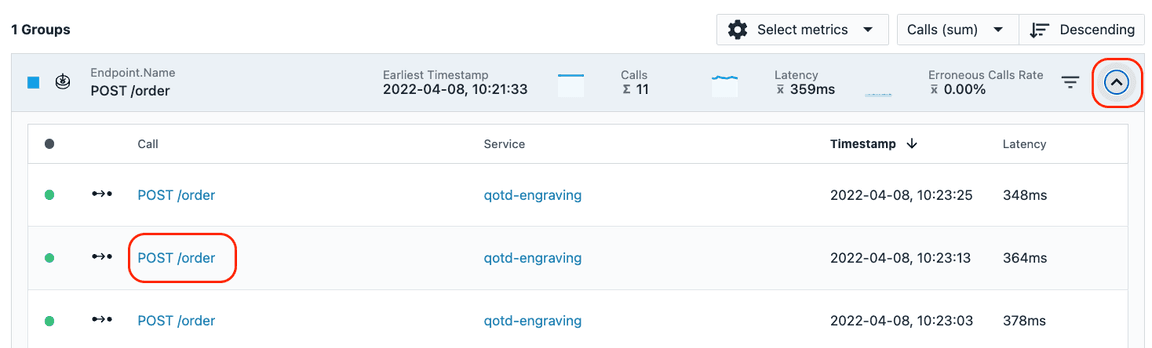 1 Groups
Select metrics
Calls (sum)
Descending
Endpoint.Name
POST /order
Earliest Timestamp
2022-04-08, 10:21:33
Calls
Σ 11
Latency
x̅ 359ms
Erroneous Calls Rate
x̅ 0.00%
Call Service Timestamp Latency
POST /order qotd-engraving 2022-04-08, 10:23:25 348ms
POST /order qotd-engraving 2022-04-08, 10:23:13 364ms
POST /order qotd-engraving 2022-04-08, 10:23:03 378ms